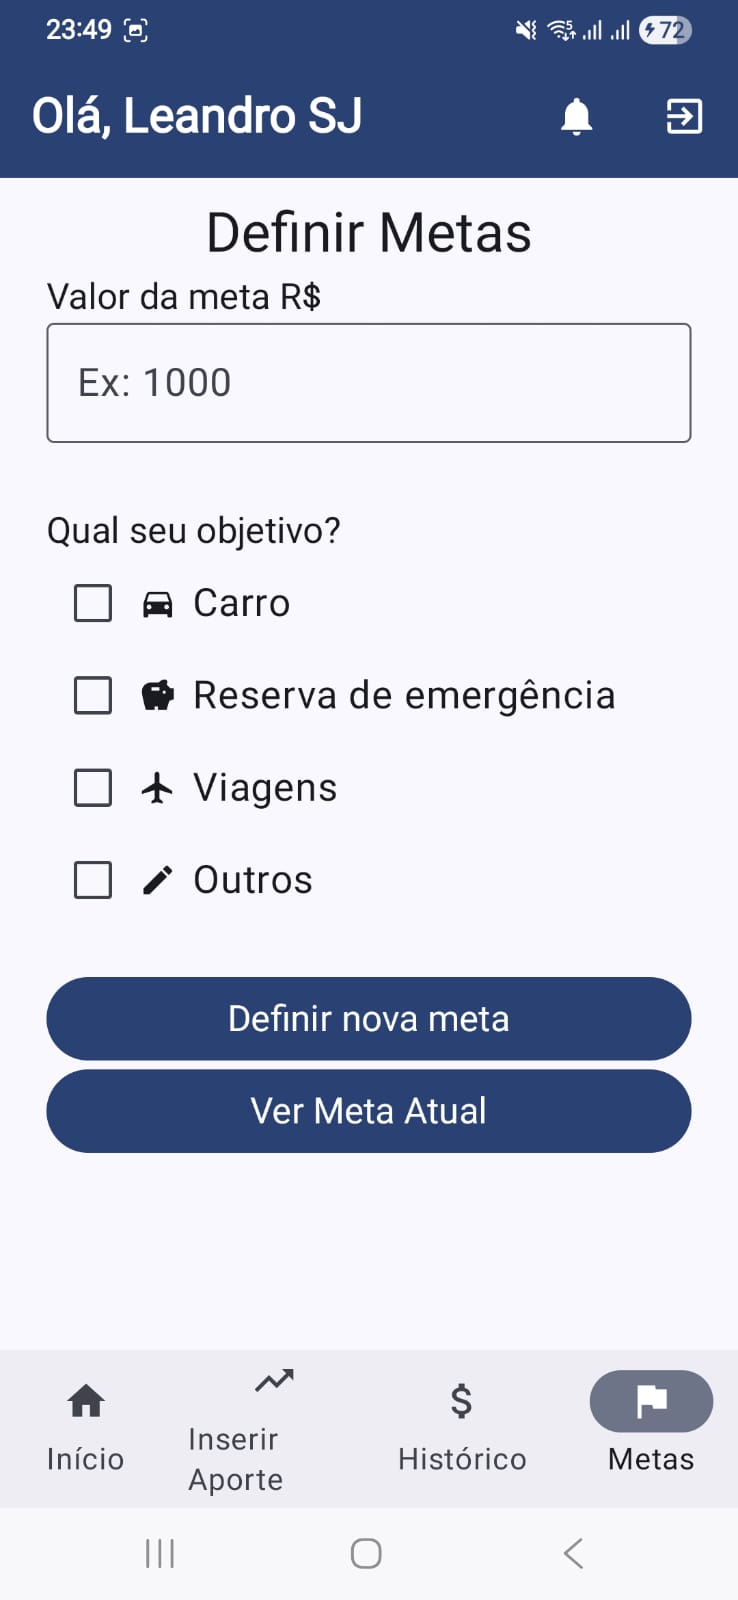 23:49
72
Olá, Leandro SJ
Definir Metas
Valor da meta R$
Ex: 1000
Qual seu objetivo?
Carro
Reserva de emergência
Viagens
Outros
Definir nova meta
Ver Meta Atual
Início
Inserir
Aporte
Histórico
Metas